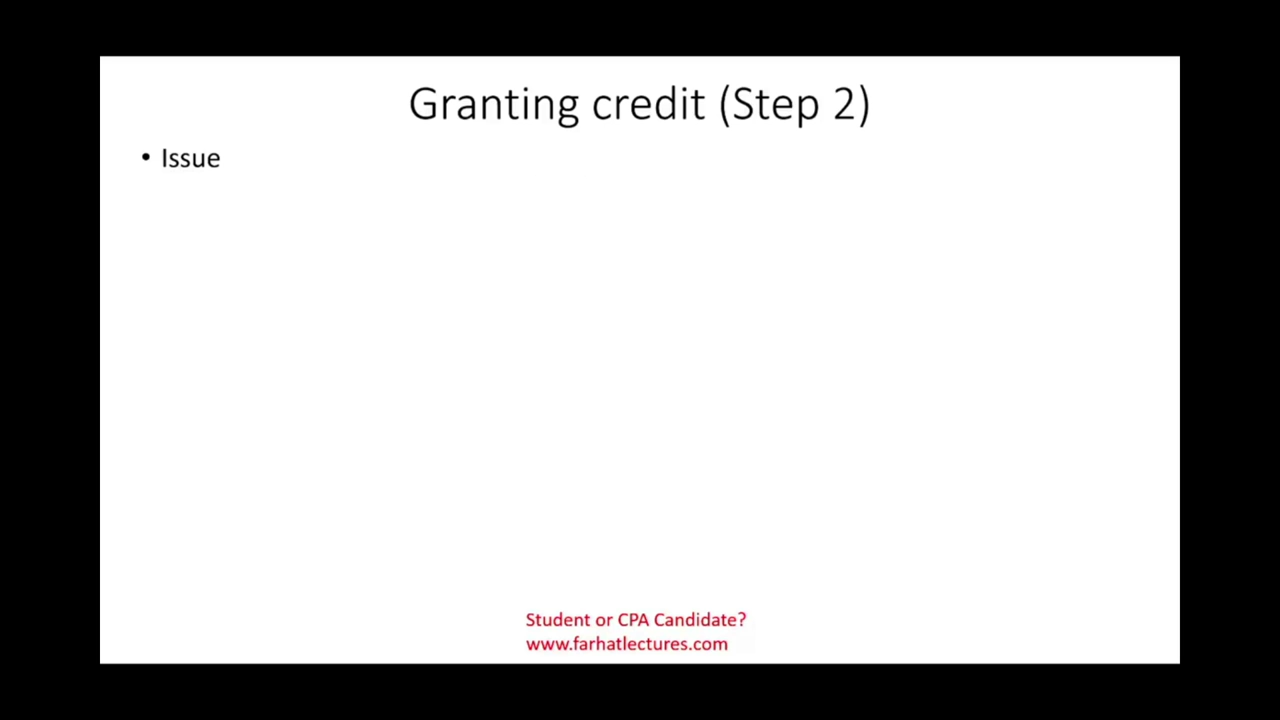 Granting credit (Step 2)
• Issue
Student or CPA Candidate?
www.farhatlectures.com